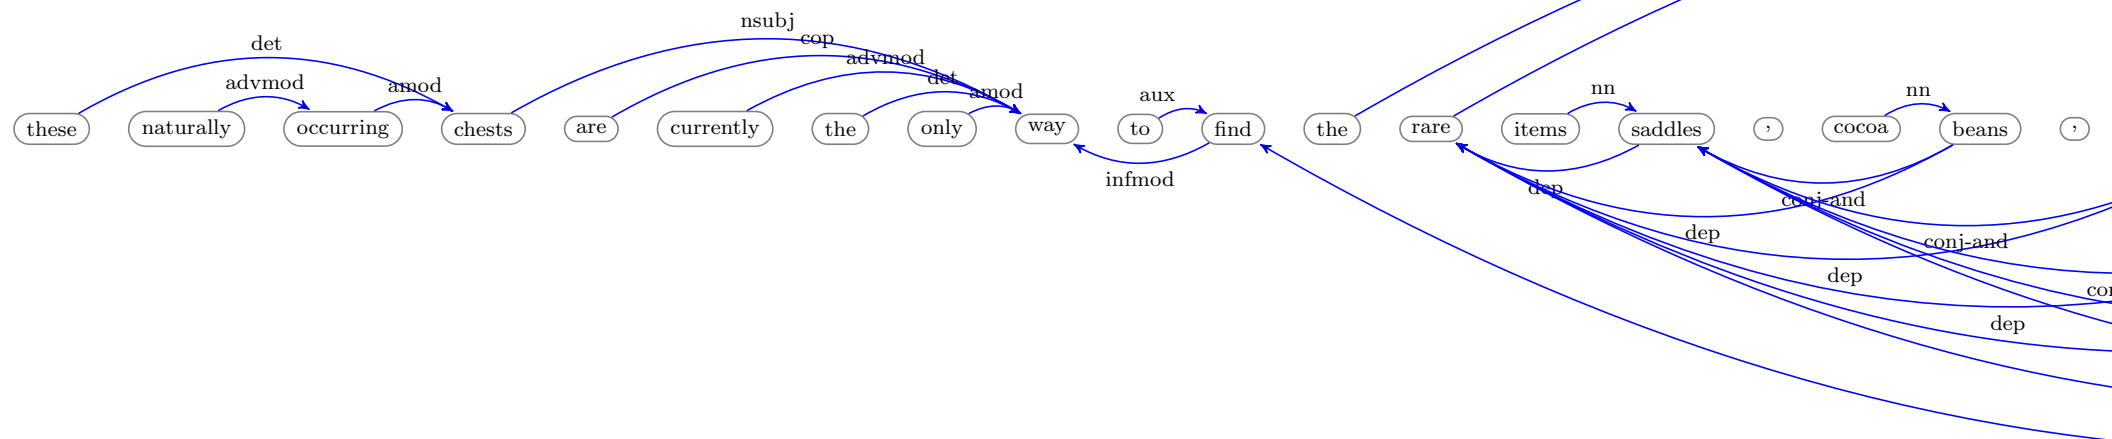 nsubj
cop
det
advmod
det
advmod
amod
amod
aux
nn
nn
these naturally occurring chests are currently the only way to find the rare items saddles , cocoa beans ,
infmod
dep
conj-and
dep
conj-and
dep
dep